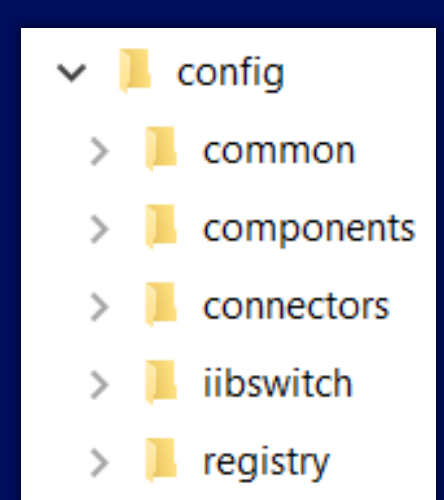 config
common
components
connectors
iibswitch
registry